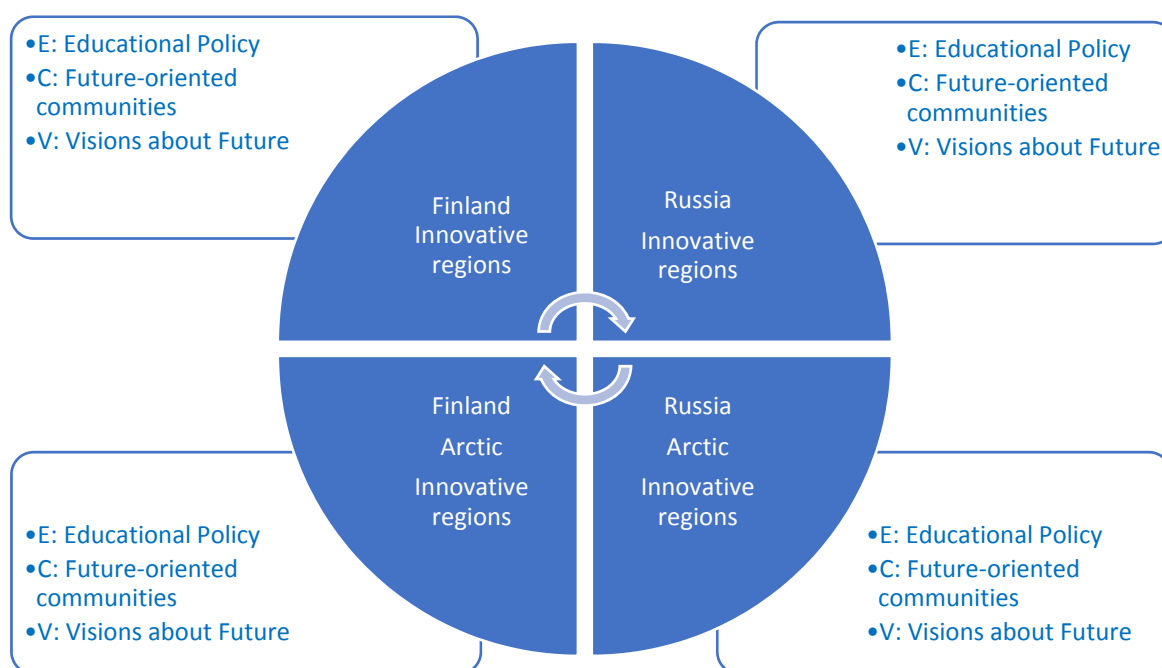 •E: Educational Policy
•C: Future-oriented
communities
•V: Visions about Future
•E: Educational Policy
•C: Future-oriented
communities
•V: Visions about Future
Finland
Innovative
regions
Russia
Innovative
regions
Finland
Arctic
Innovative
regions
Russia
Arctic
Innovative
regions
•E: Educational Policy
•C: Future-oriented
communities
•V: Visions about Future
•E: Educational Policy
•C: Future-oriented
communities
•V: Visions about Future